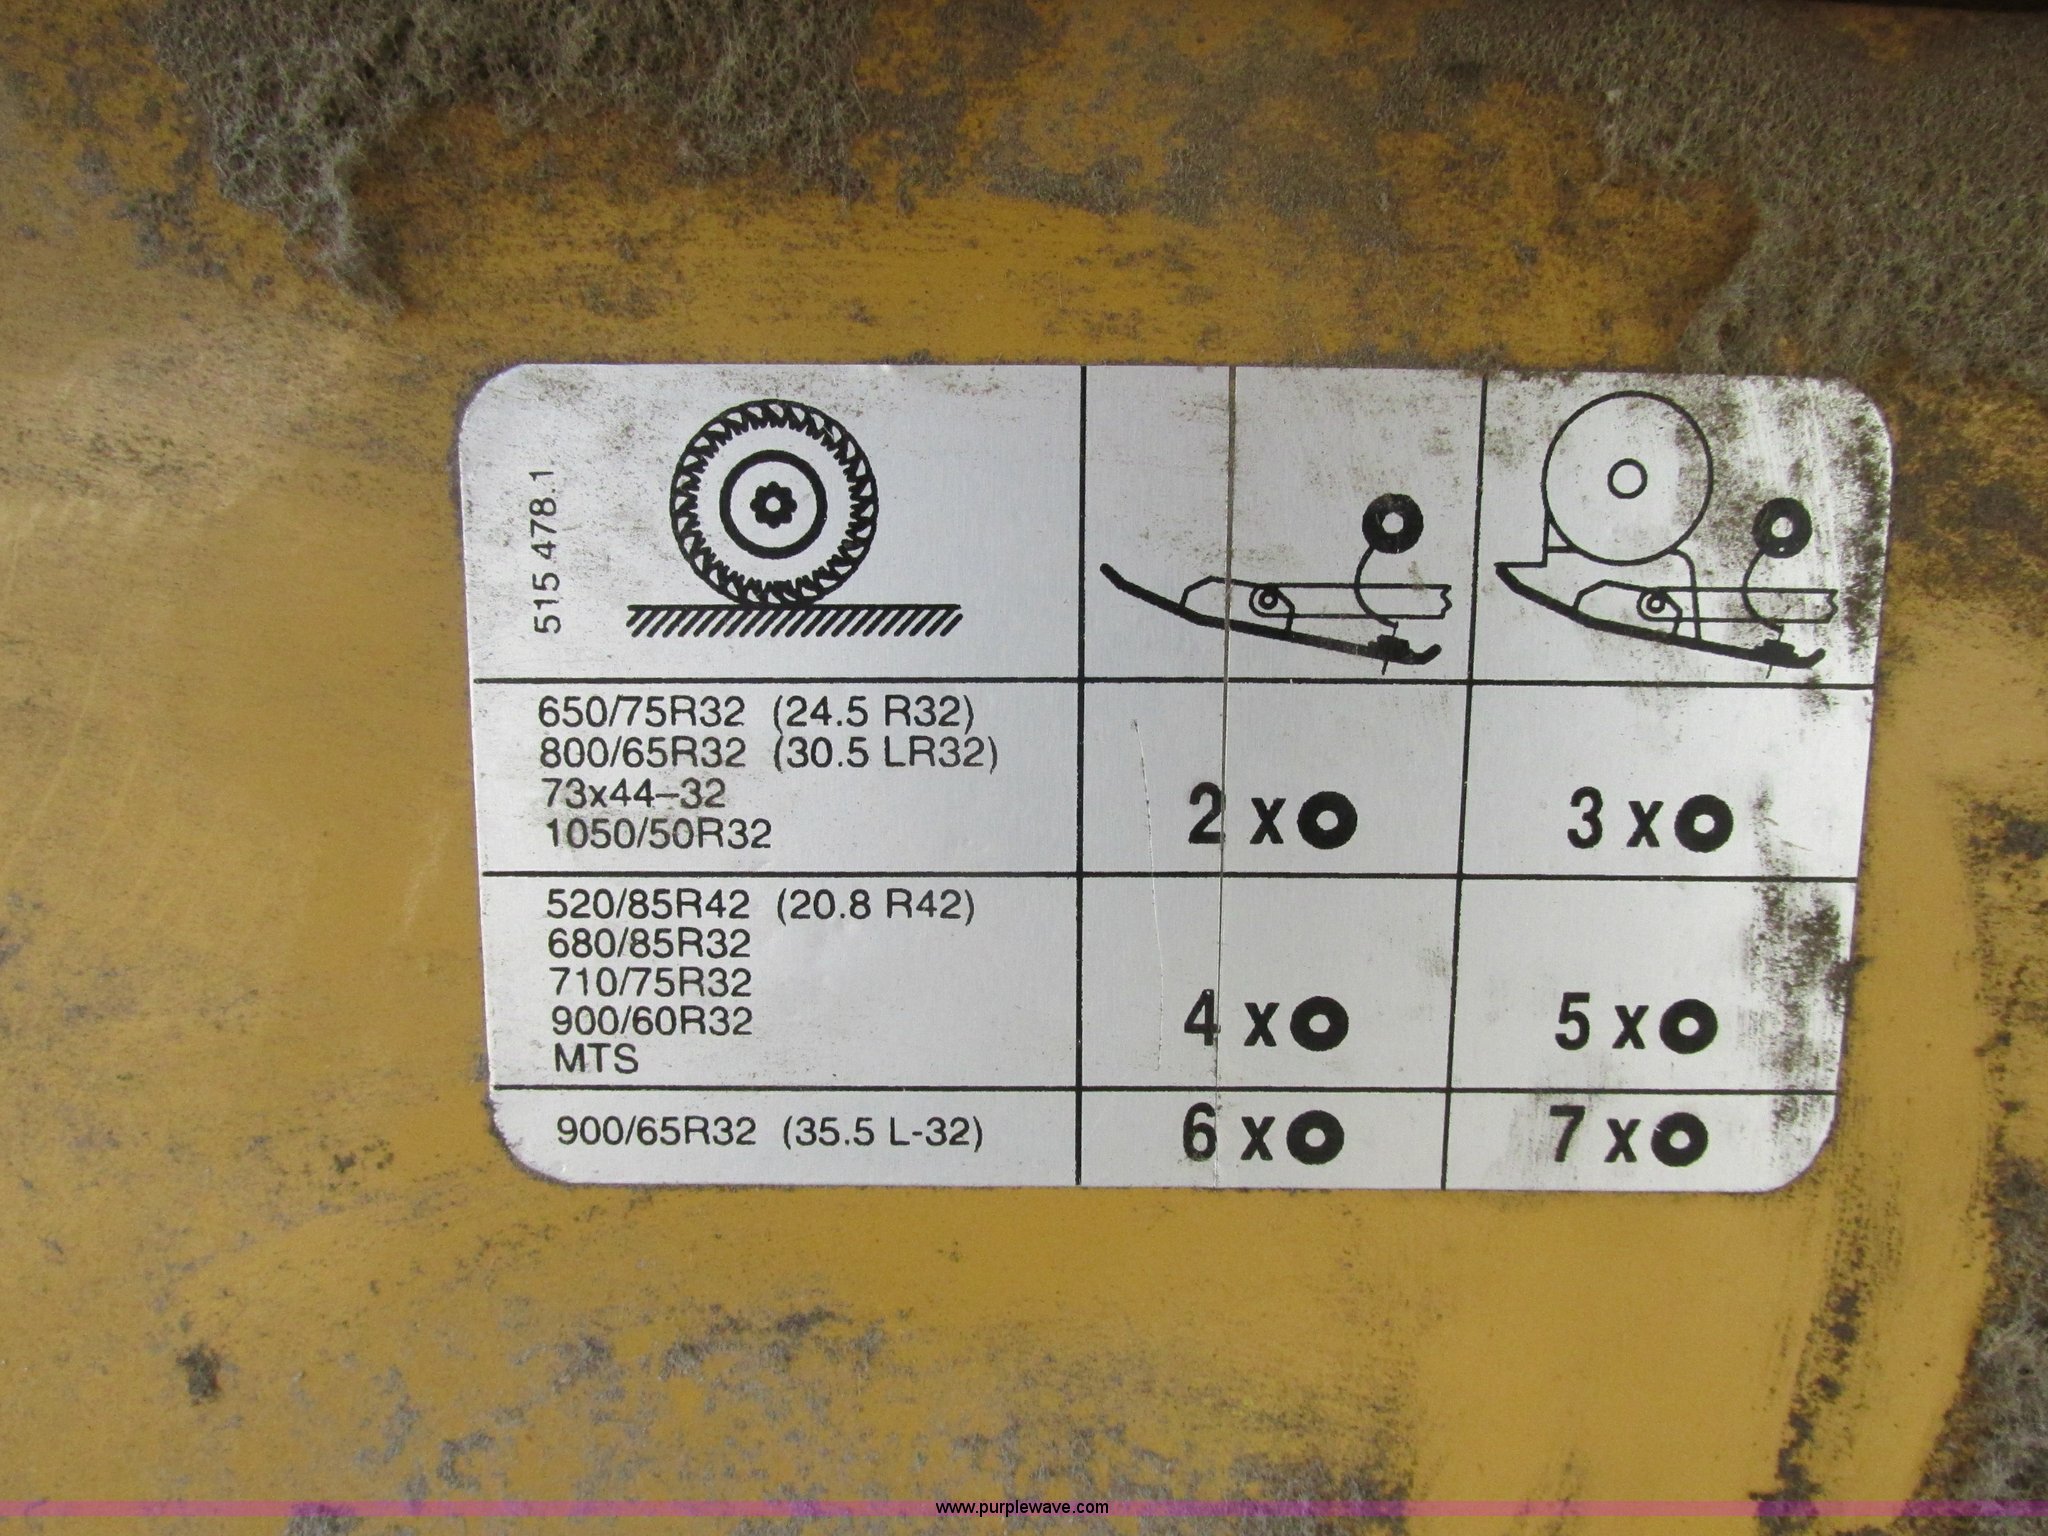 515 478.1
650/75R32 (24.5 R32)
800/65R32 (30.5 LR32)
73x44-32
1050/50R32
2 x
3 x
520/85R42 (20.8 R42)
680/85R32
710/75R32
900/60R32
MTS
4 x
5 x
900/65R32 (35.5 L-32)
6 x
7 x
www.purplewave.com